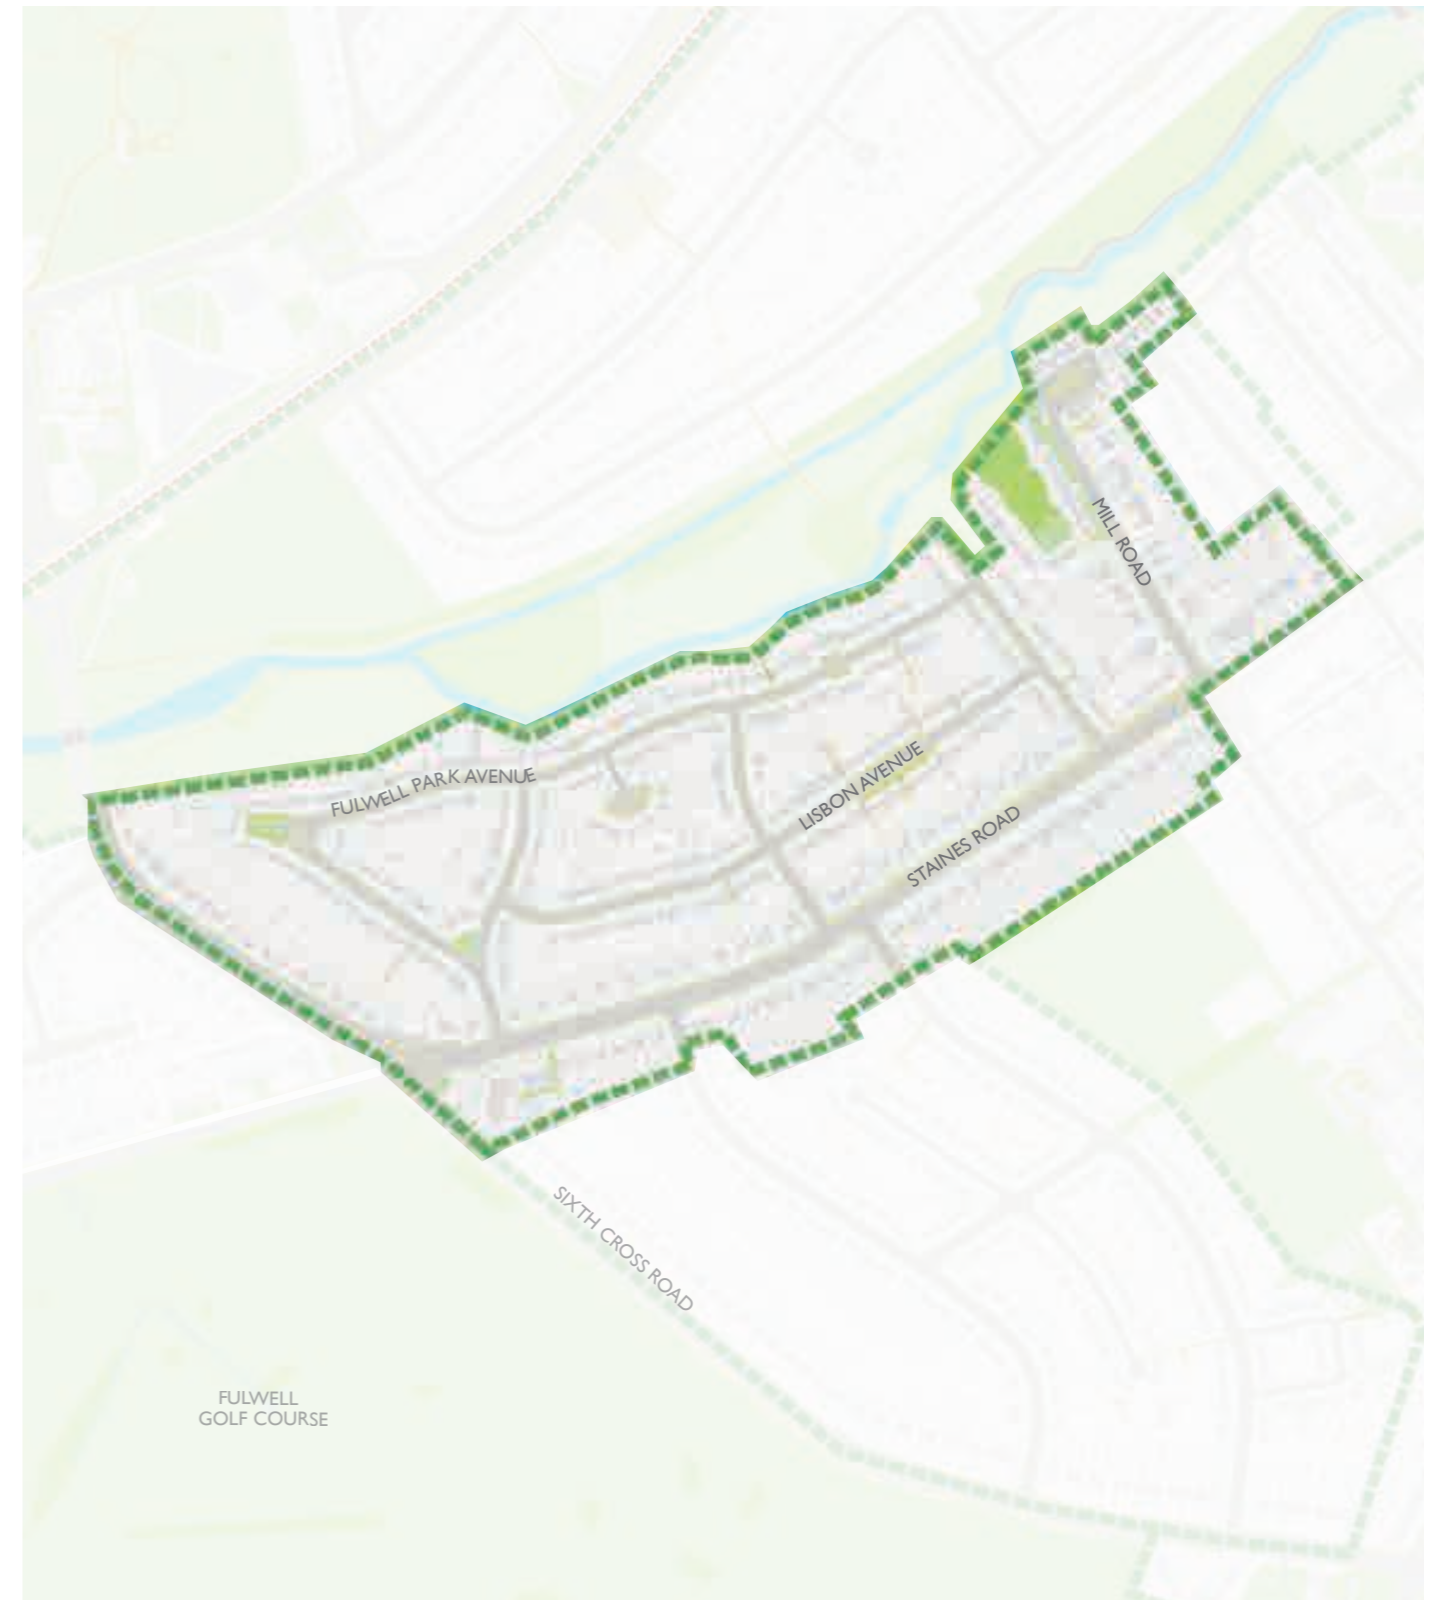 MILL ROAD
FULWELL PARK AVENUE
LISBON AVENUE
STAINES ROAD
SIXTH CROSS ROAD
FULWELL
GOLF COURSE